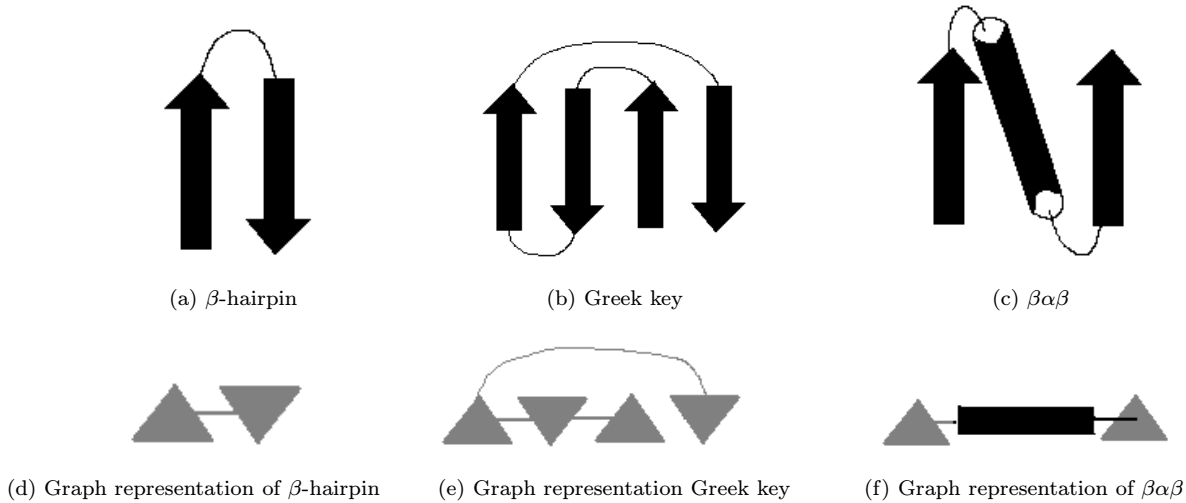 (a) β-hairpin
(b) Greek key
(c) βαβ
(d) Graph representation of β-hairpin
(e) Graph representation Greek key
(f) Graph representation of βαβ